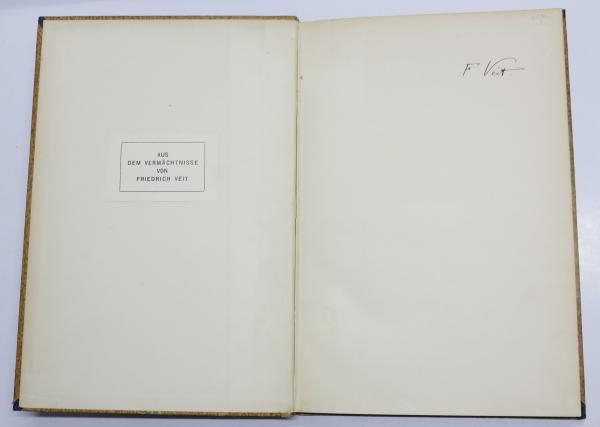 AUS
DEM VERMÄCHTNISSE
VON
FRIEDRICH VEIT
F Veit